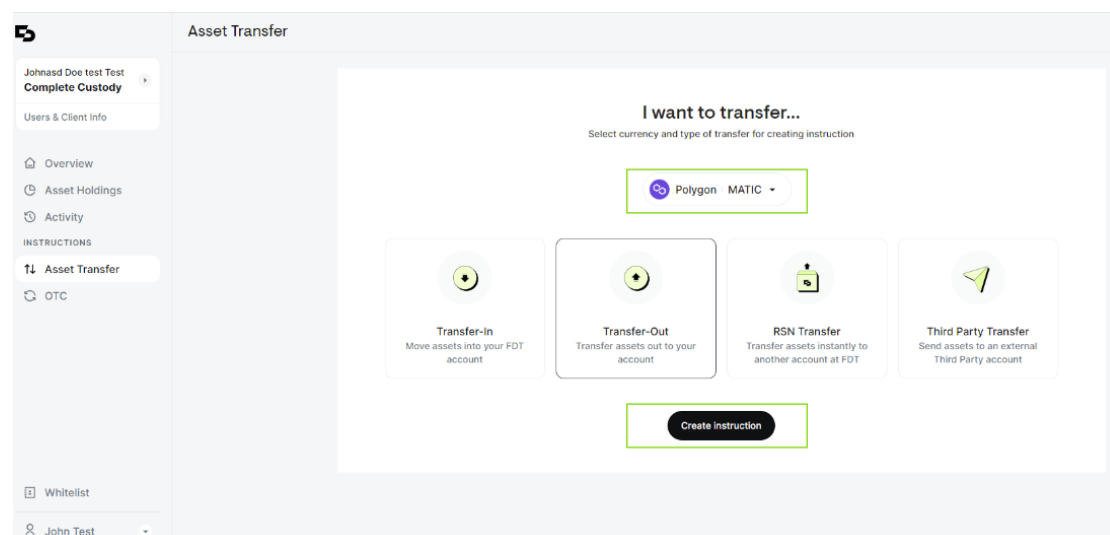 Asset Transfer
Johnasd Doe test Test
Complete Custody
Users & Client Info
Overview
Asset Holdings
Activity
INSTRUCTIONS
Asset Transfer
OTC
Whitelist
John Test
I want to transfer...
Select currency and type of transfer for creating instruction
Polygon MATIC
Transfer-In
Move assets into your FDT
account
Transfer-Out
Transfer assets out to your
account
RSN Transfer
Transfer assets instantly to
another account at FDT
Third Party Transfer
Send assets to an external
Third Party account
Create instruction